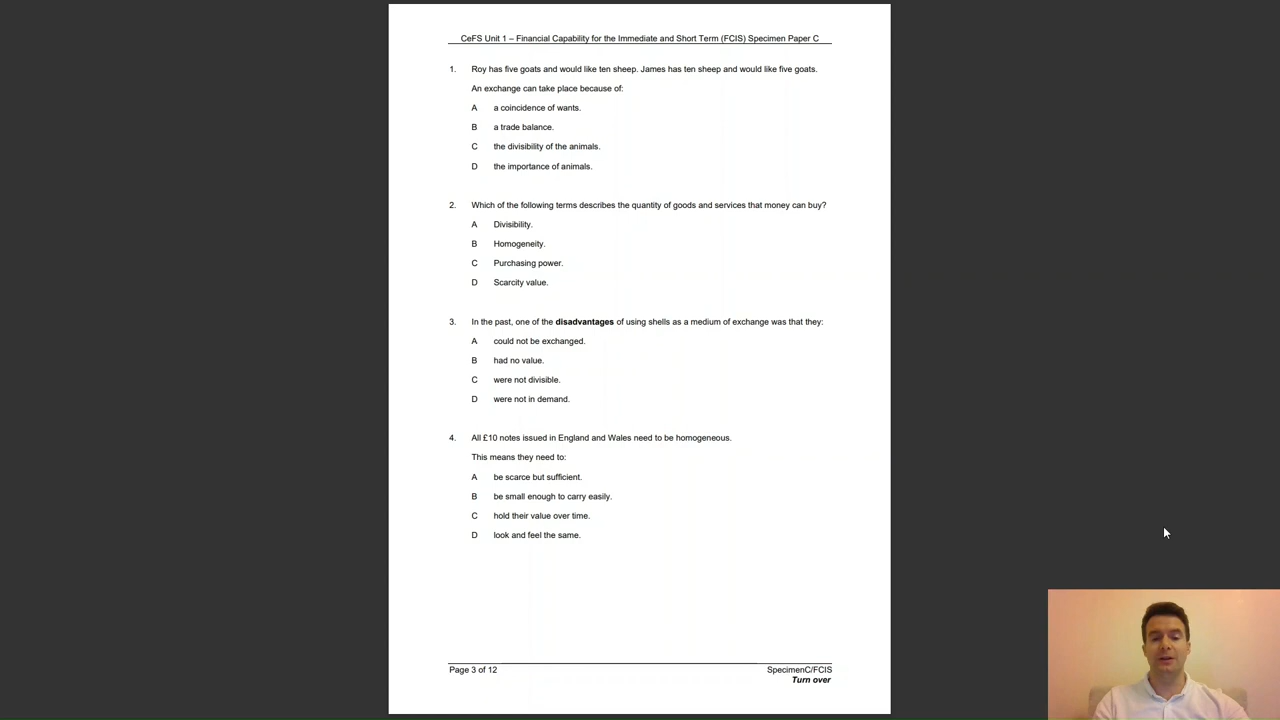 CeFS Unit 1 – Financial Capability for the Immediate and Short Term (FCIS) Specimen Paper C
1. Roy has five goats and would like ten sheep. James has ten sheep and would like five goats.
An exchange can take place because of:
A a coincidence of wants.
B a trade balance.
C the divisibility of the animals.
D the importance of animals.
2. Which of the following terms describes the quantity of goods and services that money can buy?
A Divisibility.
B Homogeneity.
C Purchasing power.
D Scarcity value.
3. In the past, one of the disadvantages of using shells as a medium of exchange was that they:
A could not be exchanged.
B had no value.
C were not divisible.
D were not in demand.
4. All £10 notes issued in England and Wales need to be homogeneous.
This means they need to:
A be scarce but sufficient.
B be small enough to carry easily.
C hold their value over time.
D look and feel the same.
Page 3 of 12 SpecimenC/FCIS
Turn over